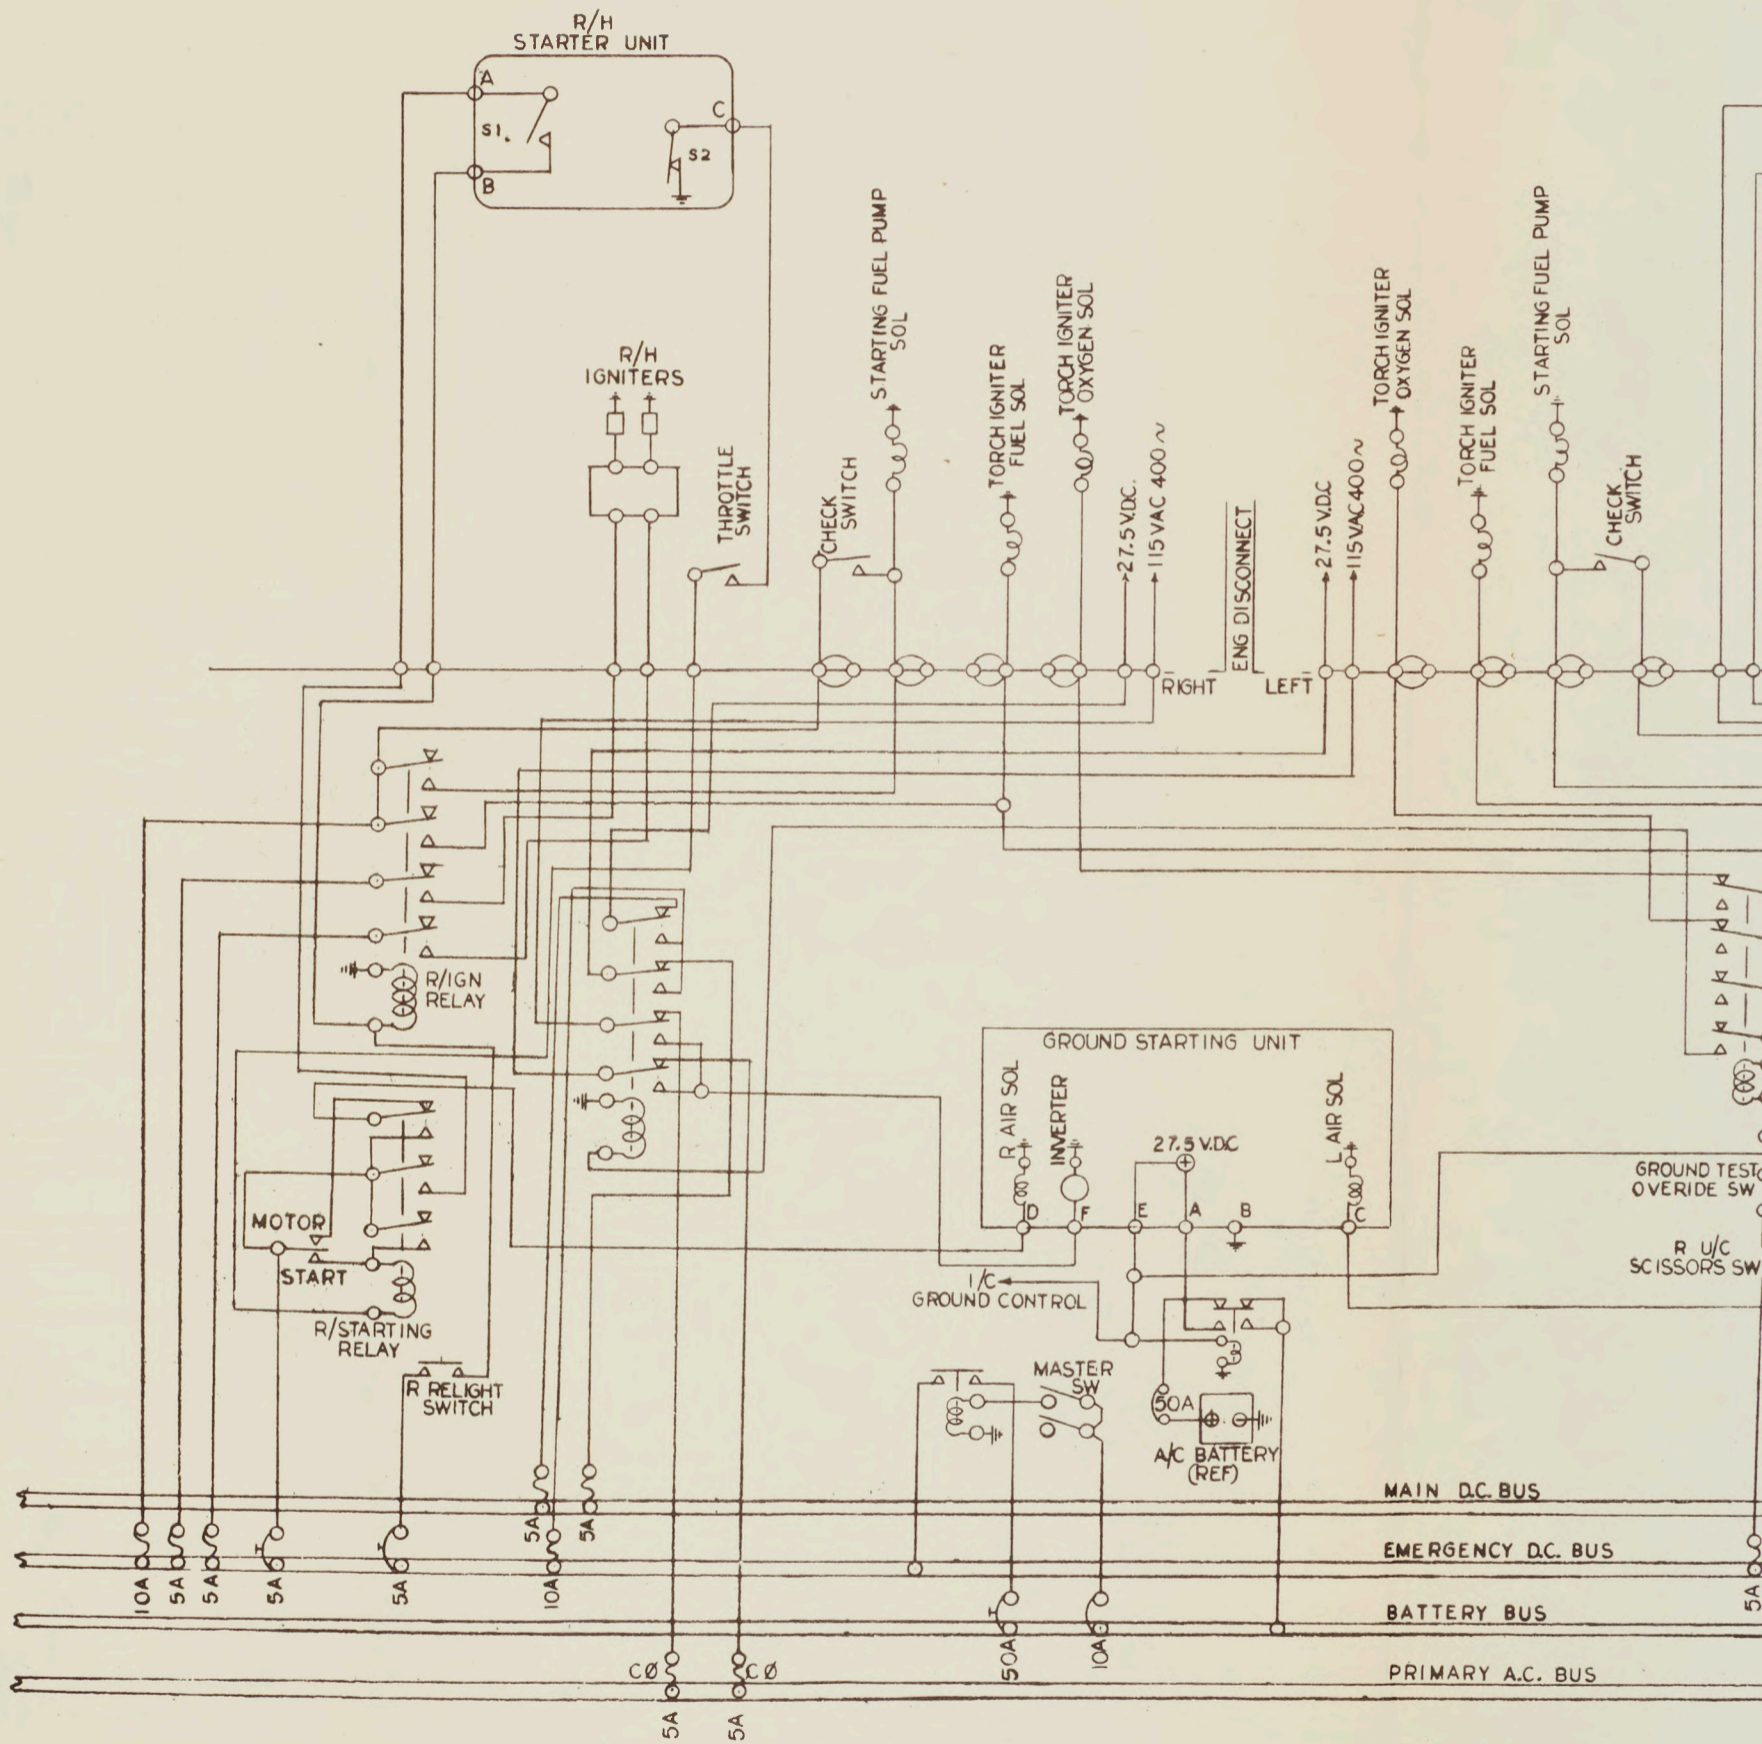 R/H
STARTER UNIT
A
S1.
B
C
S2
R/H
IGNITERS
THROTTLE
SWITCH
CHECK
SWITCH
STARTING FUEL PUMP
SOL
TORCH IGNITER
FUEL SOL
TORCH IGNITER
OXYGEN SOL
27.5 V.DC.
115 VAC 400~
ENG DISCONNECT
RIGHT
LEFT
27.5 V.D.C
115 VAC 400~
TORCH IGNITER
OXYGEN SOL
TORCH IGNITER
FUEL SOL
STARTING FUEL PUMP
SOL
CHECK
SWITCH
R/IGN
RELAY
GROUND STARTING UNIT
R AIR SOL
INVERTER
27.5 V.D.C
L AIR SOL
D
F
E
A
B
C
GROUND TEST
OVERIDE SW
R U/C
SCISSORS SW
MOTOR
START
R/STARTING
RELAY
R RELIGHT
SWITCH
I/C
GROUND CONTROL
MASTER
SW
50A
A/C BATTERY
(REF)
MAIN D.C. BUS
5A
5A
EMERGENCY D.C. BUS
10A
5A
5A
5A
5A
10A
5A
BATTERY BUS
50A
10A
PRIMARY A.C. BUS
CØ
CØ
5A
5A